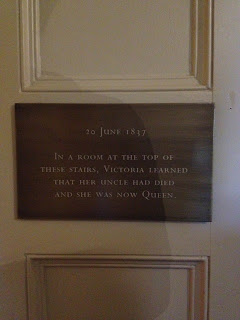 20 June 1837
In a room at the top of
these stairs, Victoria learned
that her uncle had died
and she was now Queen.